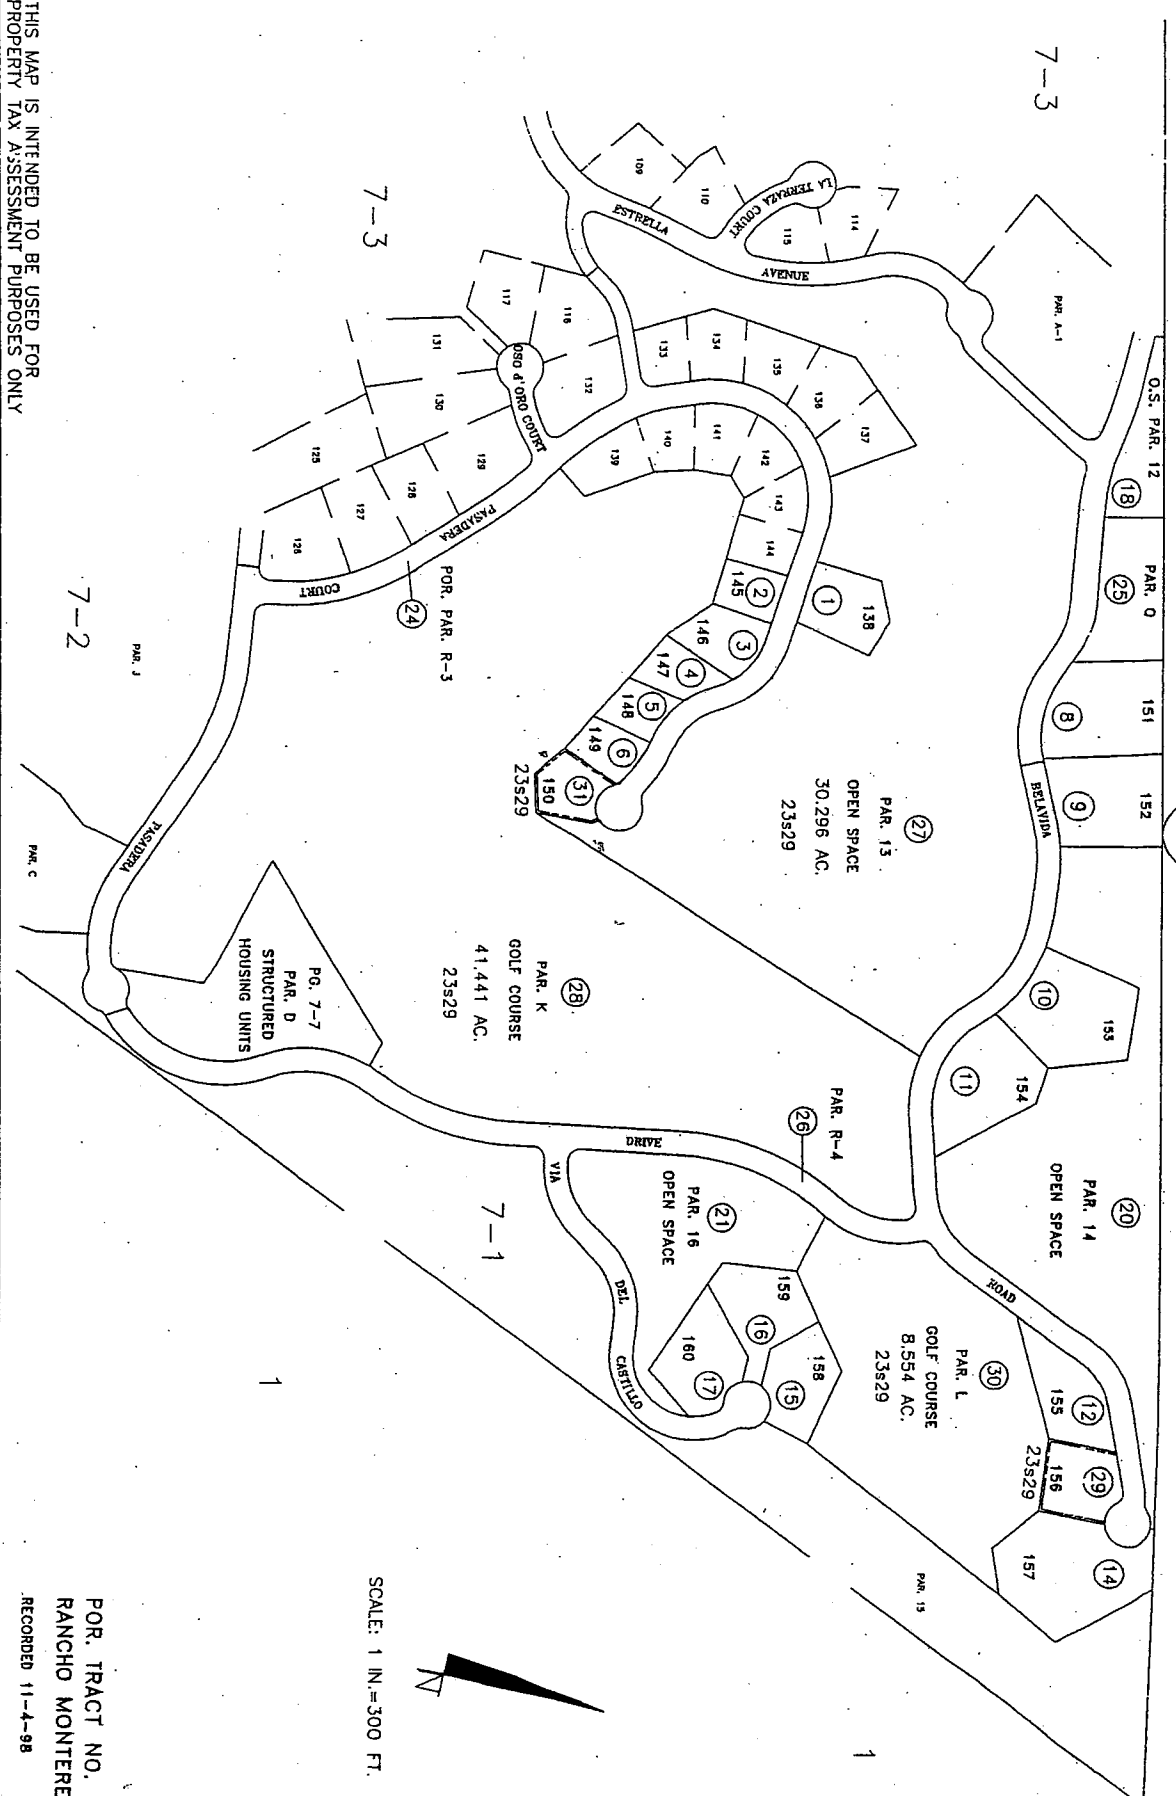 THIS MAP IS INTENDED TO BE USED FOR
PROPERTY TAX ASSESSMENT PURPOSES ONLY
7-3
O.S. PAR. 12
18
PAR. Q
25
151
8
152
9
PAR. A-1
BELAVIDA
ROAD
153
10
154
11
20
PAR. 14
OPEN SPACE
155
12
156
29
23s29
157
14
30
PAR. L
GOLF COURSE
8.554 AC.
23s29
PAR. 15
LA TERRAZA COURT
ESTRELLA
AVENUE
109
110
114
115
7-3
133
134
135
136
137
138
1
139
140
141
142
143
144
145
2
146
3
147
4
148
5
149
6
150
31
23s29
27
PAR. 13
OPEN SPACE
30.296 AC.
23s29
116
117
131
130
132
OSO d'ORO COURT
129
128
127
126
125
PASADERA
COURT
24
POR. PAR. R-3
28
PAR. K
GOLF COURSE
41.441 AC.
23s29
PAR. R-4
26
7-2
PAR. J
PAR. C
PASADERA
DRIVE
PG. 7-7
PAR. D
STRUCTURED
HOUSING UNITS
21
PAR. 16
OPEN SPACE
159
16
158
15
160
17
VIA
DEL
CASTILLO
7-1
1
1
SCALE: 1 IN.=300 FT.
N
POR. TRACT NO.
RANCHO MONTERE
RECORDED 11-4-98